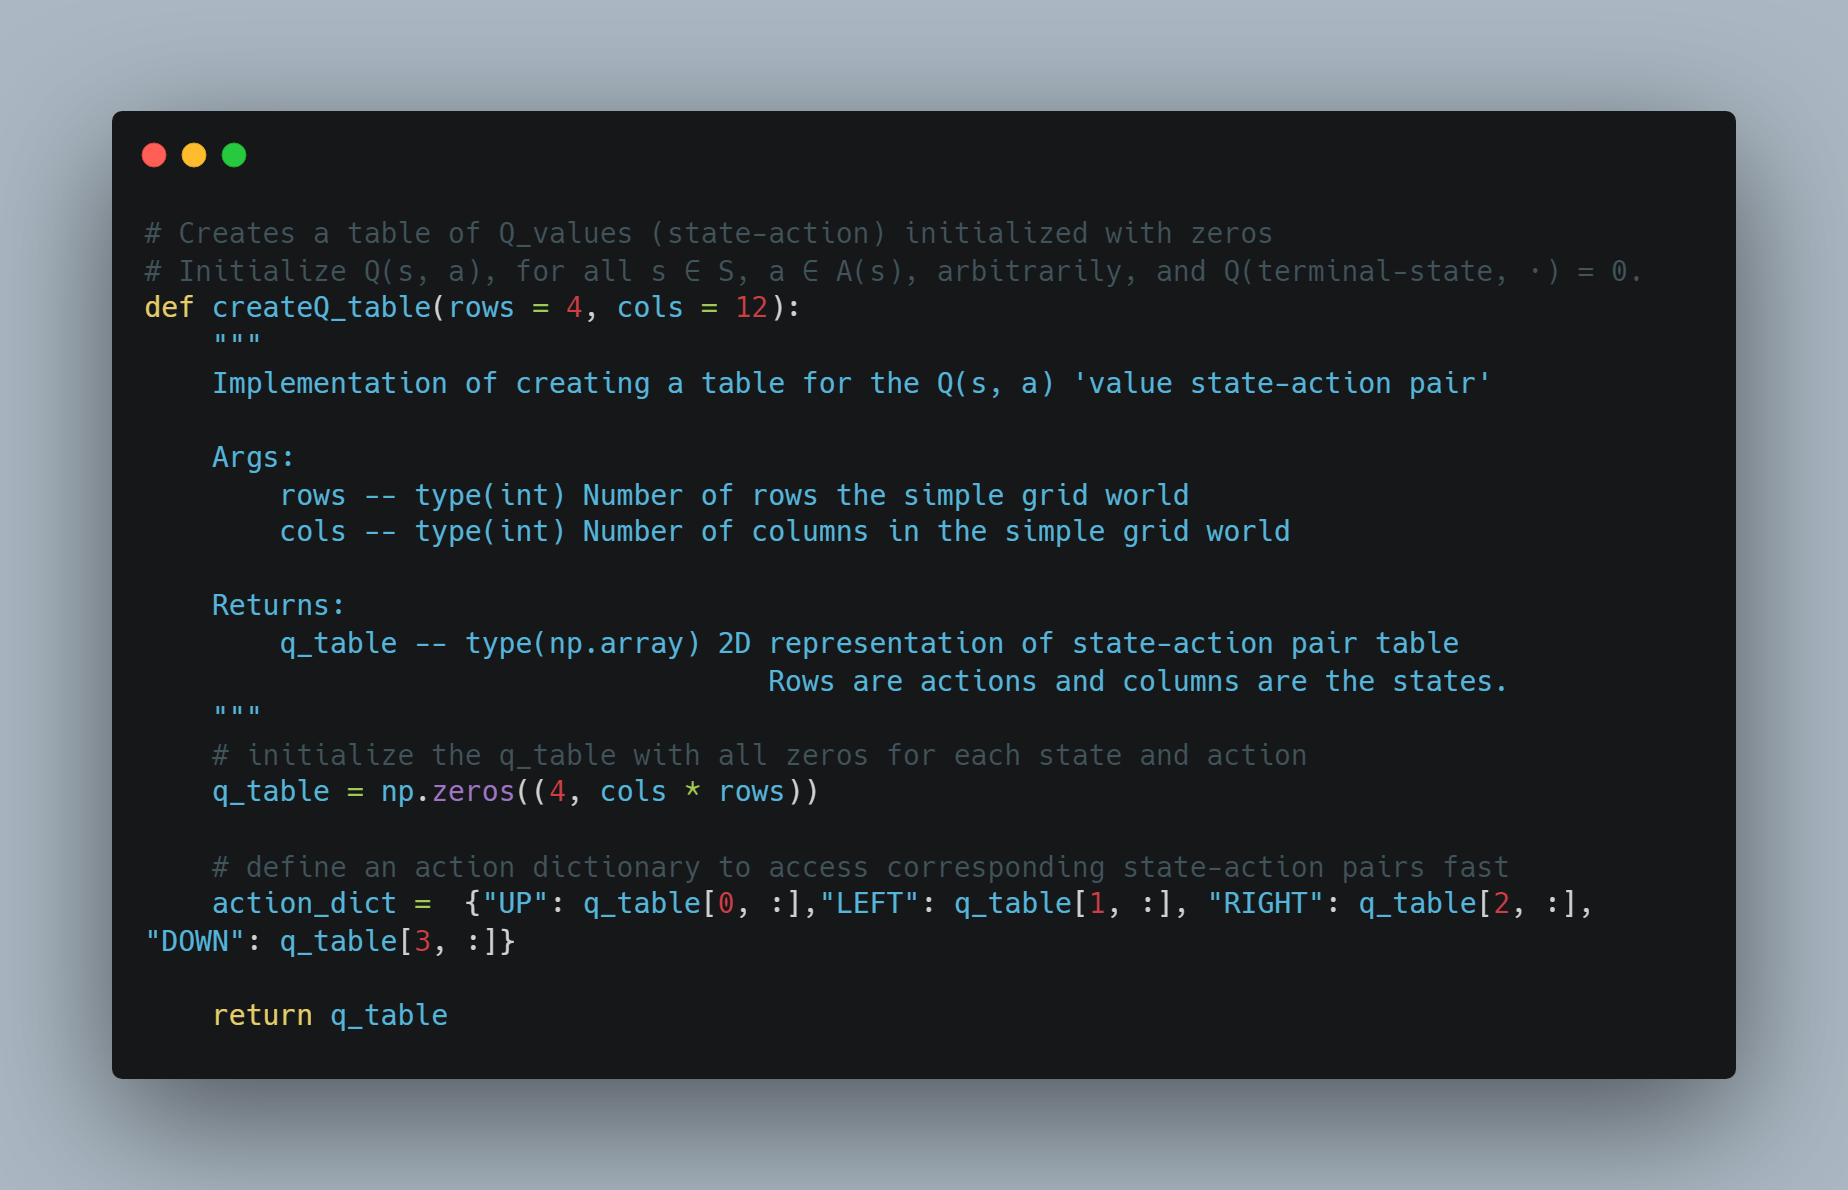 # Creates a table of Q_values (state-action) initialized with zeros
# Initialize Q(s, a), for all s ∈ S, a ∈ A(s), arbitrarily, and Q(terminal-state, ·) = 0.
def createQ_table(rows = 4, cols = 12):
    """
    Implementation of creating a table for the Q(s, a) 'value state-action pair'

    Args:
        rows -- type(int) Number of rows the simple grid world
        cols -- type(int) Number of columns in the simple grid world

    Returns:
        q_table -- type(np.array) 2D representation of state-action pair table
                                     Rows are actions and columns are the states.
    """
    # initialize the q_table with all zeros for each state and action
    q_table = np.zeros((4, cols * rows))

    # define an action dictionary to access corresponding state-action pairs fast
    action_dict =  {"UP": q_table[0, :],"LEFT": q_table[1, :], "RIGHT": q_table[2, :],
"DOWN": q_table[3, :]}

    return q_table